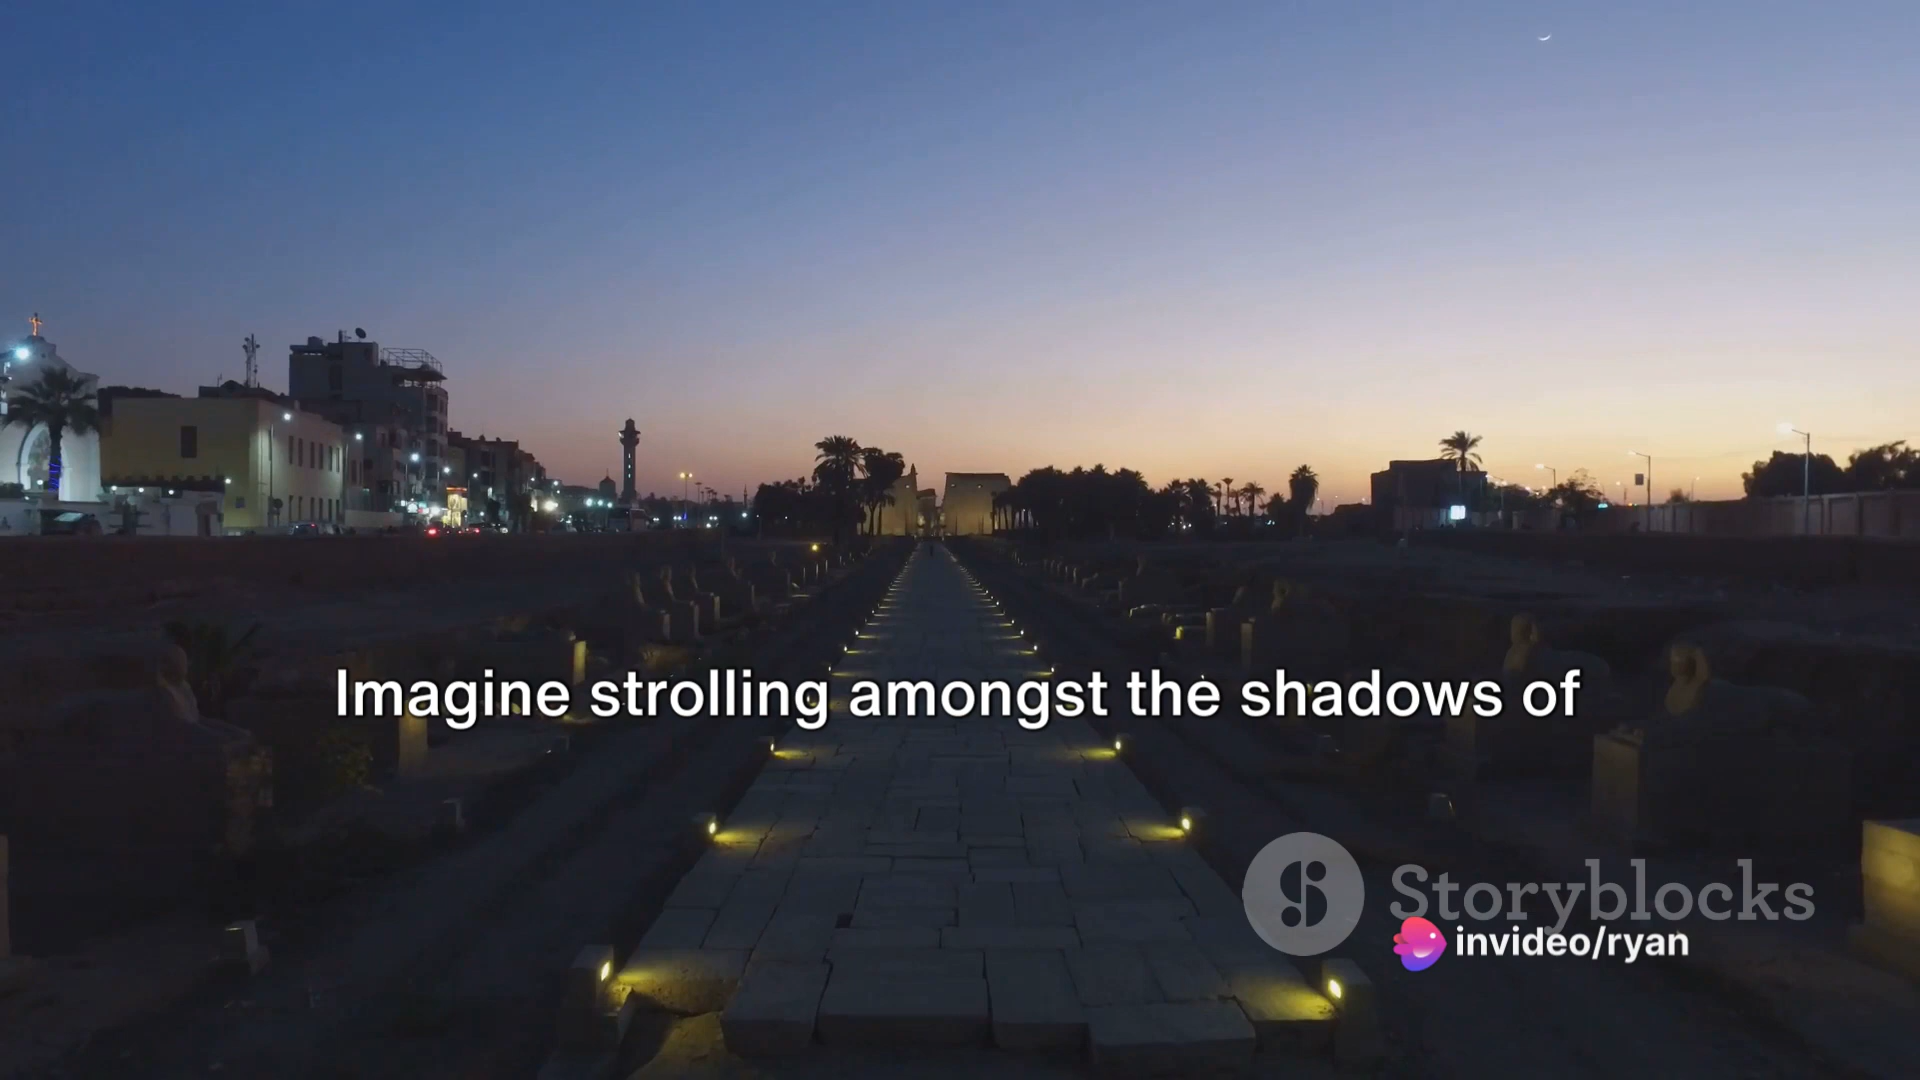 Imagine strolling amongst the shadows of
Storyblocks
invideo/ryan